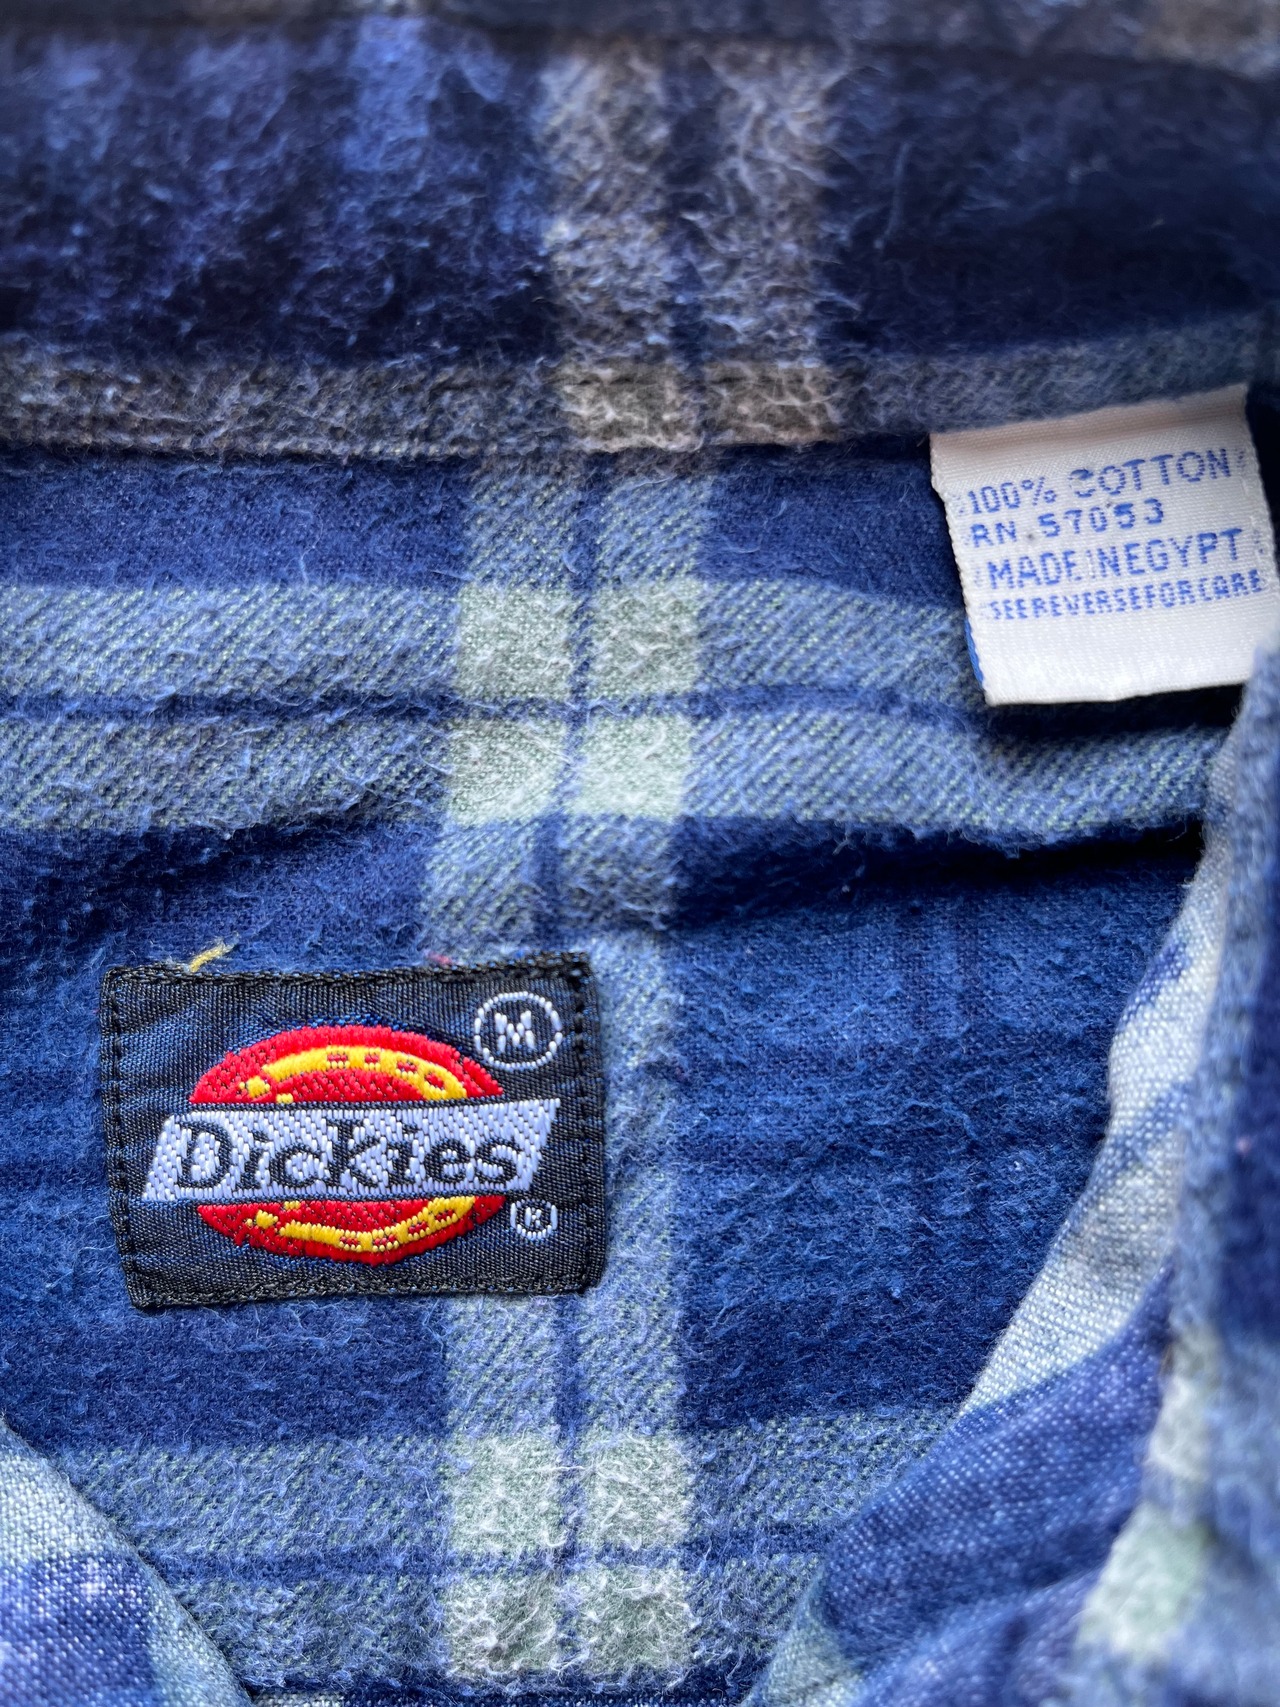 100% COTTON
RN 57053
MADE IN EGYPT
SEE REVERSE FOR CARE
M
Dickies
®